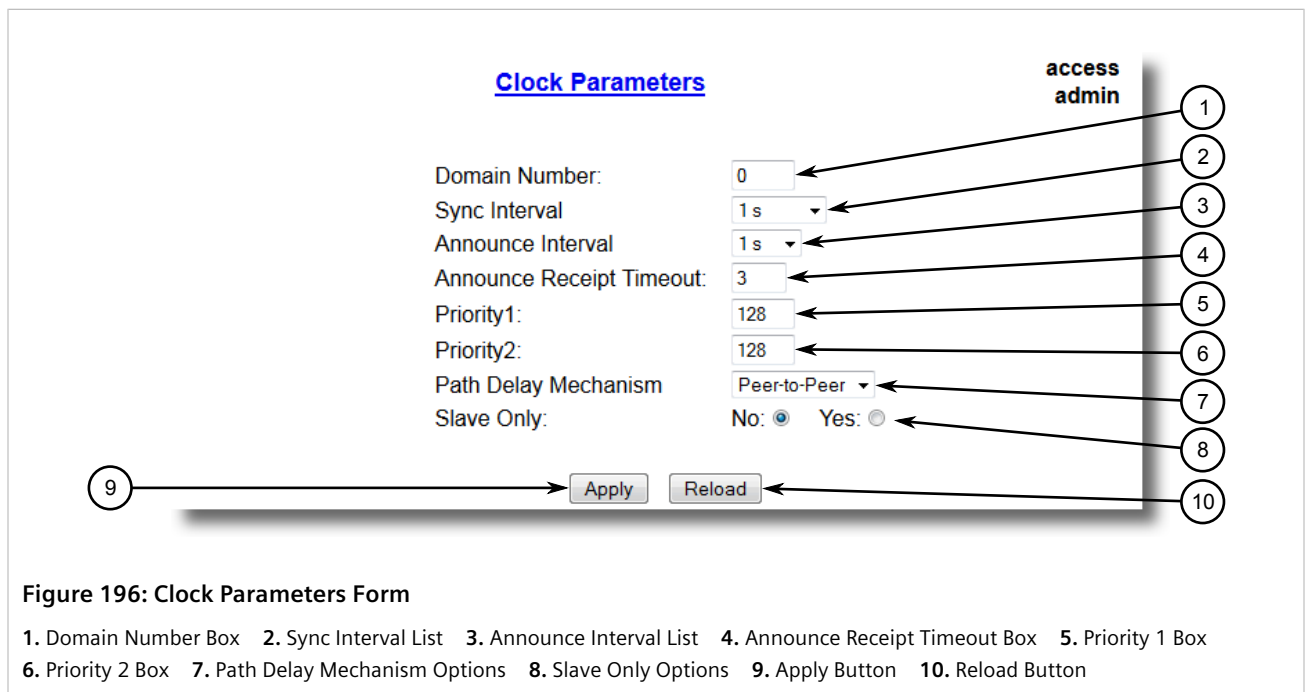 Clock Parameters
access
admin
1
Domain Number: 0
2
Sync Interval 1 s
3
Announce Interval 1 s
4
Announce Receipt Timeout: 3
5
Priority1: 128
6
Priority2: 128
7
Path Delay Mechanism Peer-to-Peer
8
Slave Only: No: Yes:
9
Apply Reload
10
Figure 196: Clock Parameters Form
1. Domain Number Box 2. Sync Interval List 3. Announce Interval List 4. Announce Receipt Timeout Box 5. Priority 1 Box
6. Priority 2 Box 7. Path Delay Mechanism Options 8. Slave Only Options 9. Apply Button 10. Reload Button